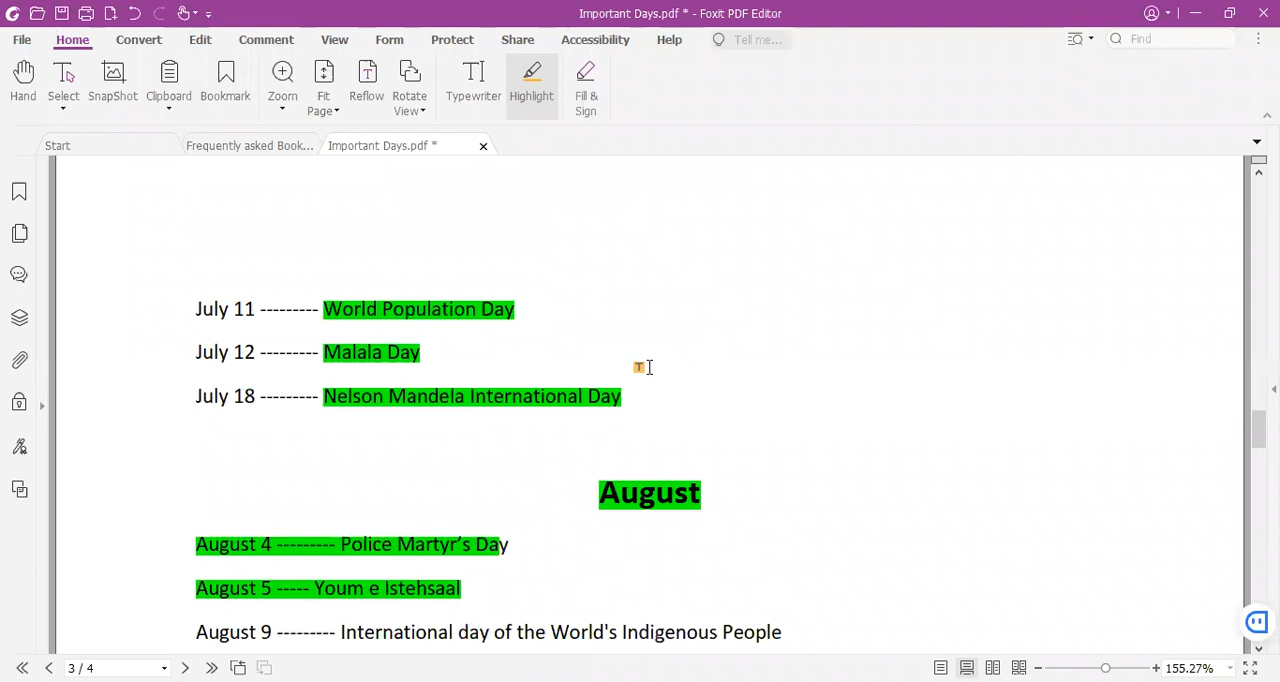 Important Days.pdf * - Foxit PDF Editor
File Home Convert Edit Comment View Form Protect Share Accessibility Help Tell me... Find
Hand Select SnapShot Clipboard Bookmark Zoom Fit Page Reflow Rotate View Typewriter Highlight Fill & Sign
Start Frequently asked Book... Important Days.pdf *
July 11 --------- World Population Day
July 12 --------- Malala Day
July 18 --------- Nelson Mandela International Day
August
August 4 --------- Police Martyr's Day
August 5 ----- Youm e Istehsaal
August 9 --------- International day of the World's Indigenous People
3 / 4 155.27%